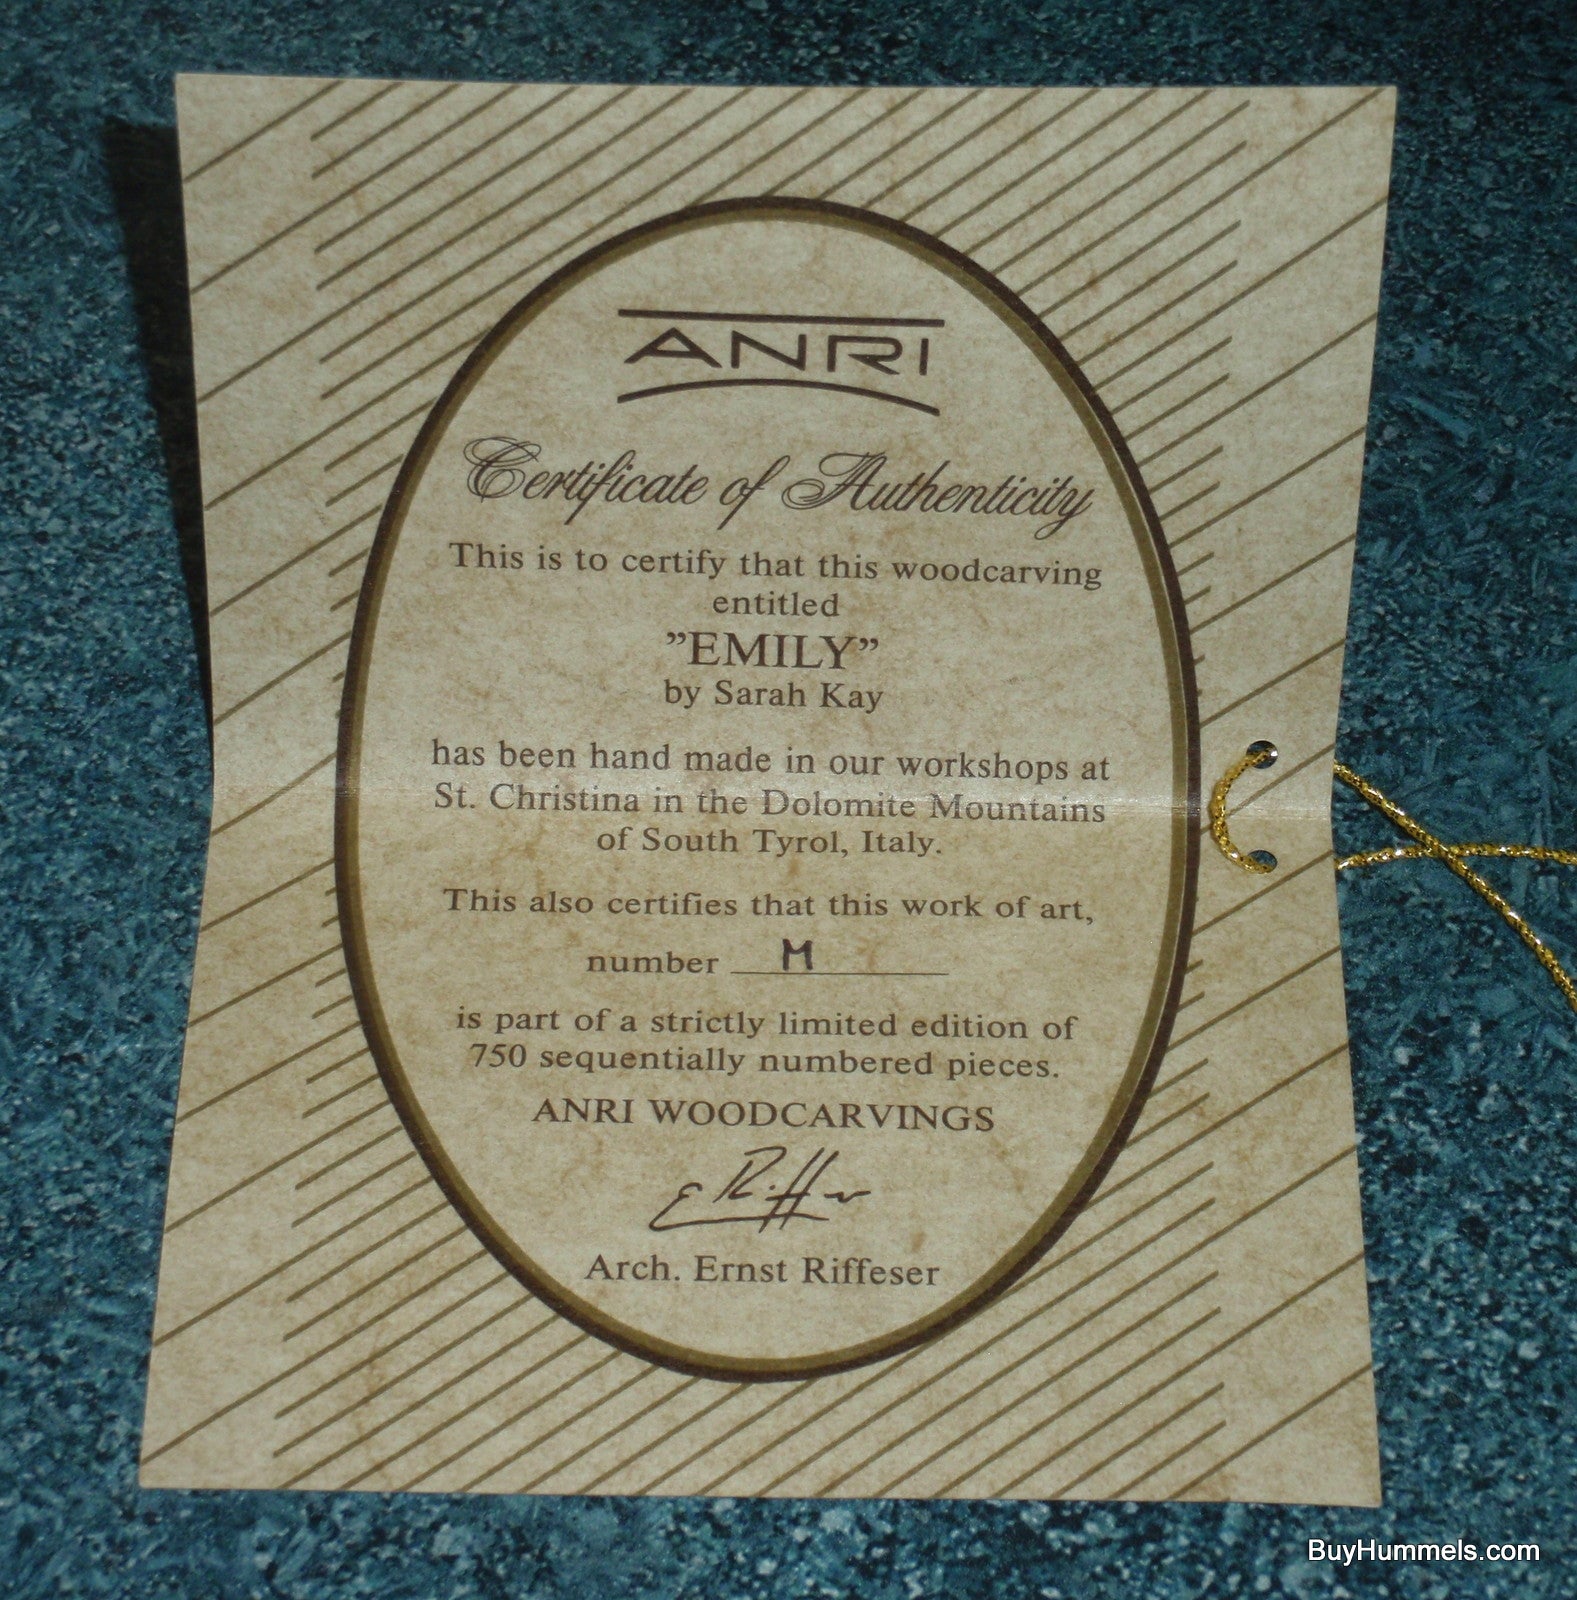 ANRI
Certificate of Authenticity
This is to certify that this woodcarving
entitled
”EMILY”
by Sarah Kay
has been hand made in our workshops at
St. Christina in the Dolomite Mountains
of South Tyrol, Italy.
This also certifies that this work of art,
number M
is part of a strictly limited edition of
750 sequentially numbered pieces.
ANRI WOODCARVINGS
E Riffeser
Arch. Ernst Riffeser
BuyHummels.com